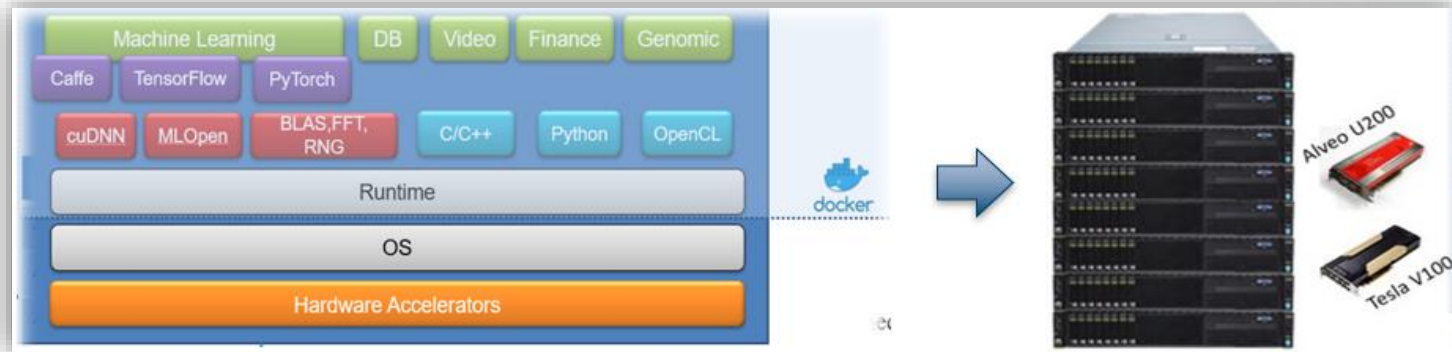 Machine Learning
DB
Video
Finance
Genomic
Caffe
TensorFlow
PyTorch
cuDNN
MLOpen
BLAS,FFT,
RNG
C/C++
Python
OpenCL
Runtime
docker
OS
Hardware Accelerators
Alveo U200
Tesla V100